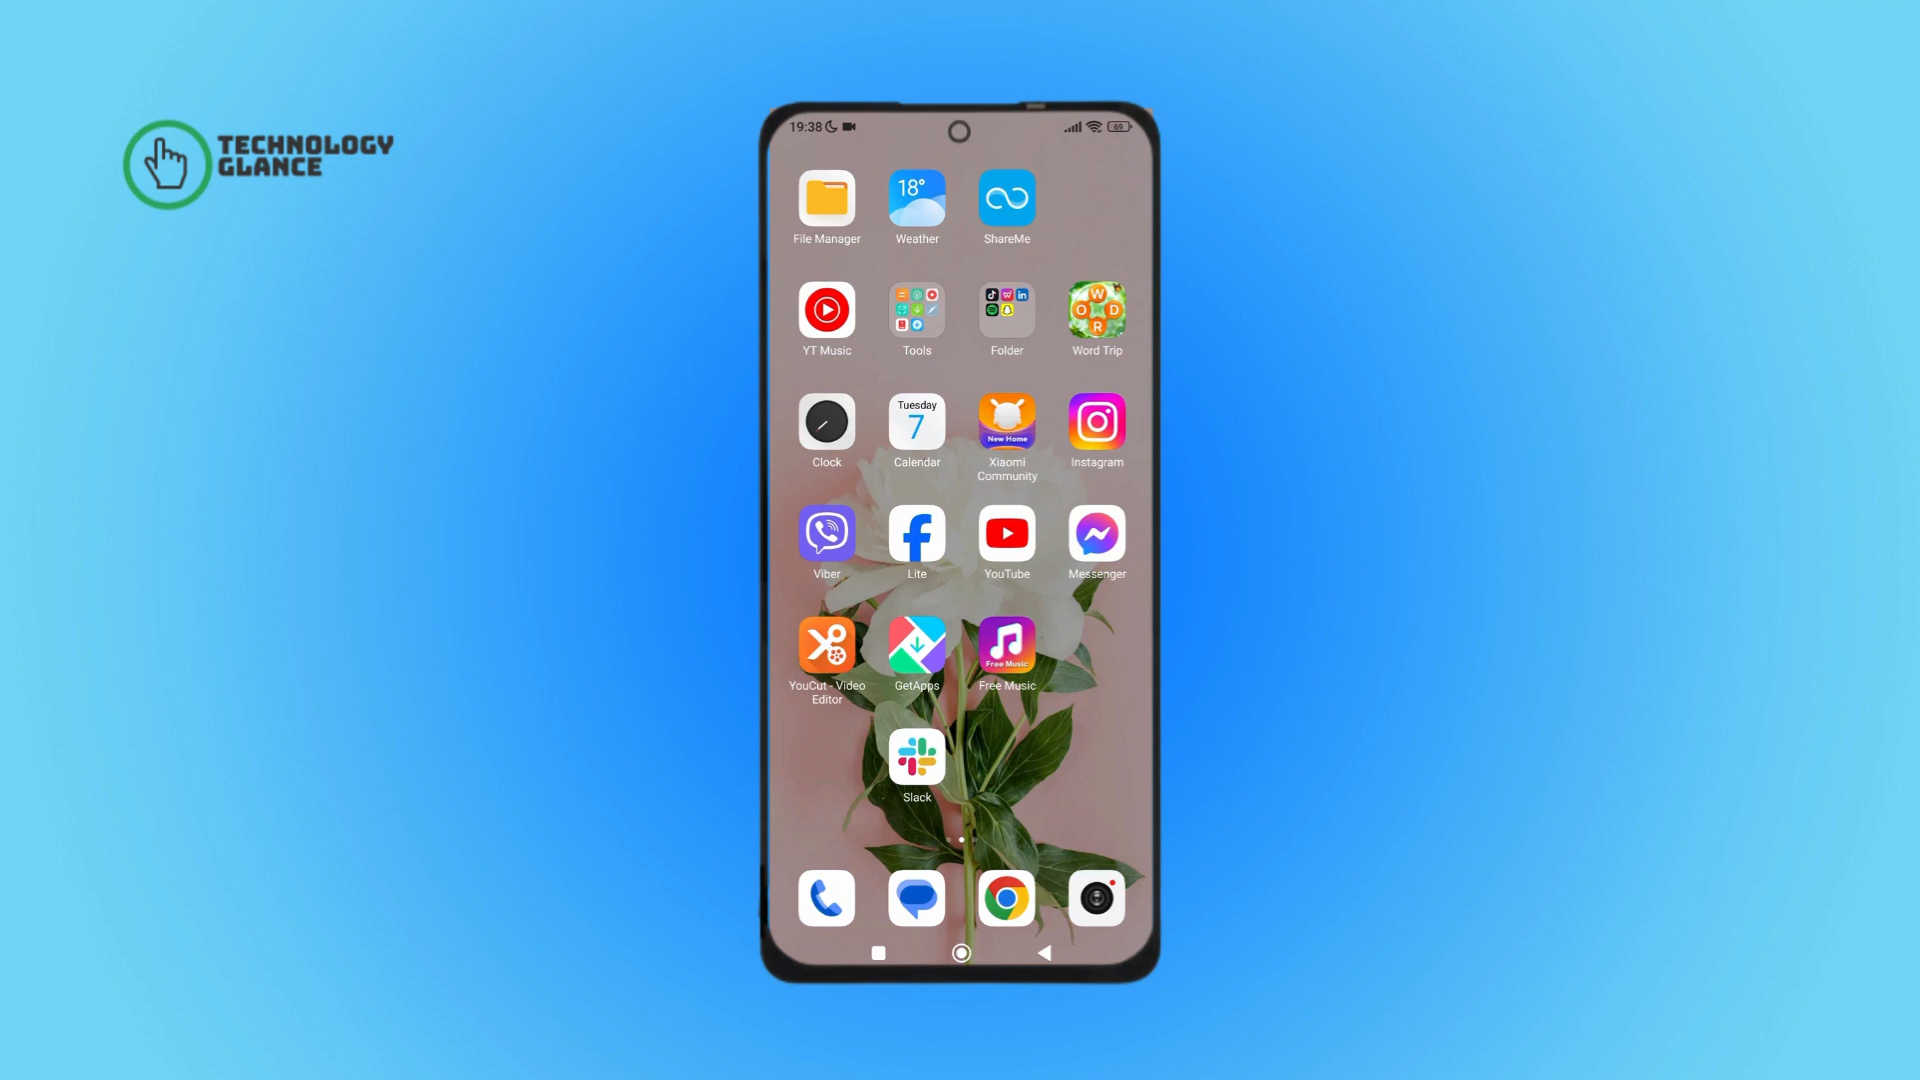 TECHNOLOGY
GLANCE
19:38
69
18°
File Manager
Weather
ShareMe
W
O D
R
YT Music
Tools
Folder
Word Trip
Tuesday
7
New Home
Clock
Calendar
Xiaomi
Community
Instagram
Viber
Lite
YouTube
Messenger
Free Music
YouCut - Video
Editor
GetApps
Free Music
Slack